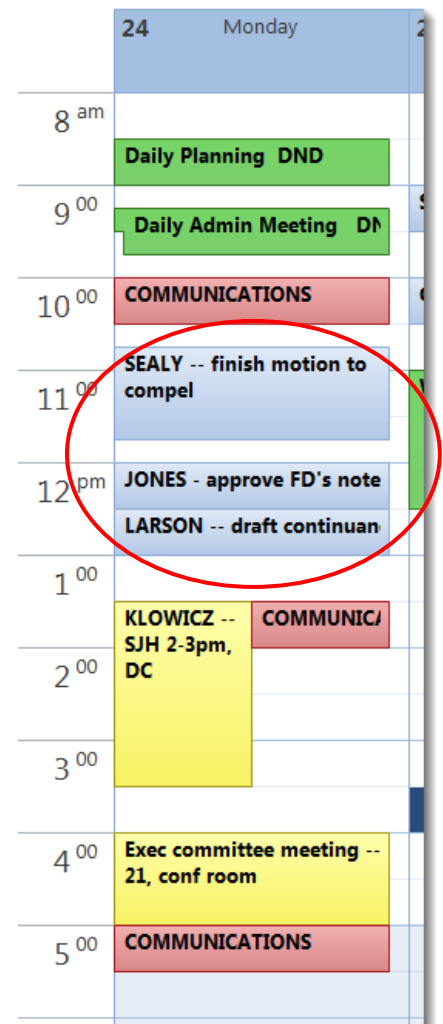 24 Monday
8 am
Daily Planning DND
9 00
Daily Admin Meeting
10 00
COMMUNICATIONS
SEALY -- finish motion to
compel
11 00
12 pm
JONES - approve FD's note
LARSON -- draft
1 00
KLOWICZ --
SJH 2-3pm,
DC
2 00
3 00
4 00
Exec committee meeting --
21, conf room
5 00
COMMUNICATIONS